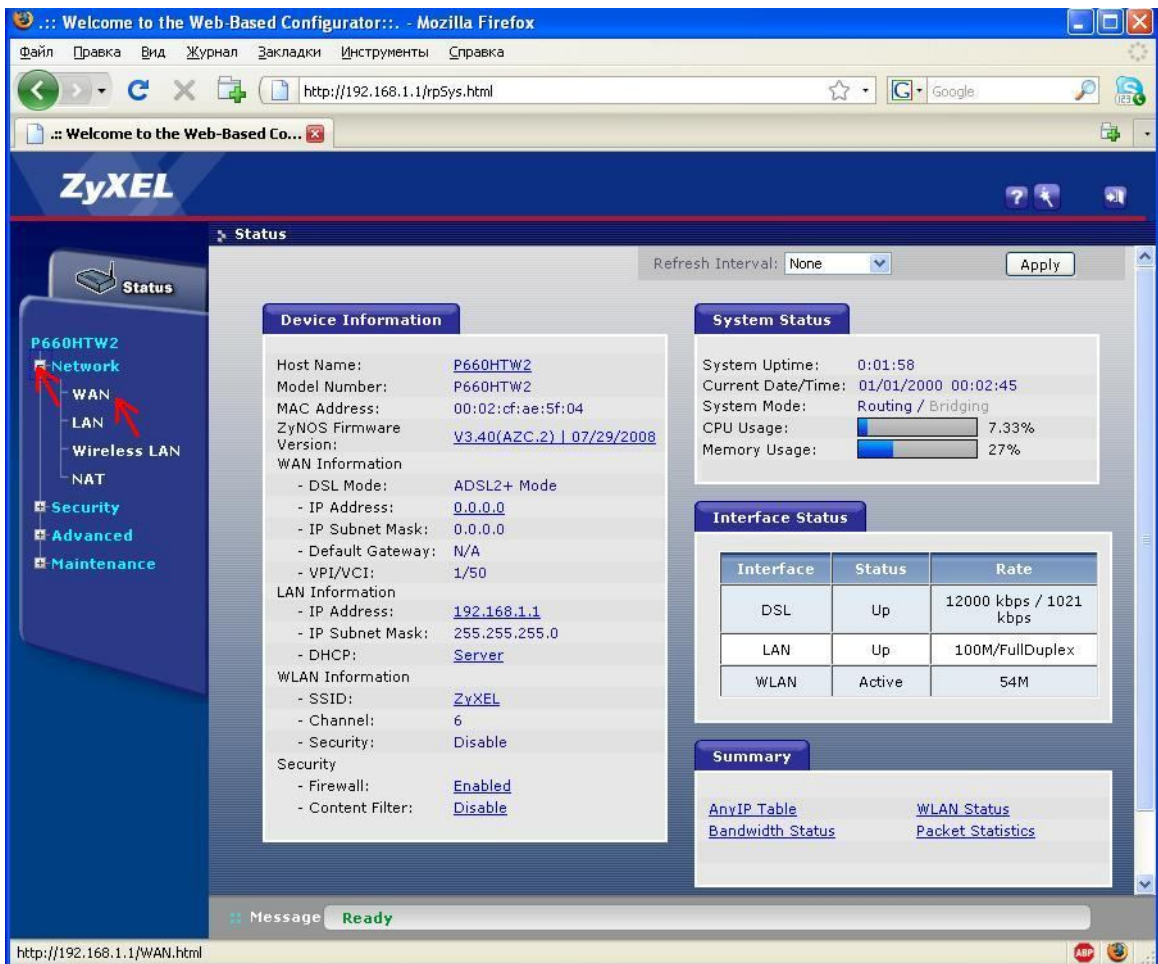 .:: Welcome to the Web-Based Configurator::. - Mozilla Firefox
Файл Правка Вид Журнал Закладки Инструменты Справка
http://192.168.1.1/rpSys.html
G Google
123
.:: Welcome to the Web-Based Co...
ZyXEL
?
Status
Status
Refresh Interval: None Apply
P660HTW2
Network
WAN
LAN
Wireless LAN
NAT
Security
Advanced
Maintenance
Device Information
Host Name: P660HTW2
Model Number: P660HTW2
MAC Address: 00:02:cf:ae:5f:04
ZyNOS Firmware
Version: V3.40(AZC.2) | 07/29/2008
WAN Information
- DSL Mode: ADSL2+ Mode
- IP Address: 0.0.0.0
- IP Subnet Mask: 0.0.0.0
- Default Gateway: N/A
- VPI/VCI: 1/50
LAN Information
- IP Address: 192.168.1.1
- IP Subnet Mask: 255.255.255.0
- DHCP: Server
WLAN Information
- SSID: ZyXEL
- Channel: 6
- Security: Disable
Security
- Firewall: Enabled
- Content Filter: Disable
System Status
System Uptime: 0:01:58
Current Date/Time: 01/01/2000 00:02:45
System Mode: Routing / Bridging
CPU Usage: 7.33%
Memory Usage: 27%
Interface Status
Interface Status Rate
DSL Up 12000 kbps / 1021
kbps
LAN Up 100M/FullDuplex
WLAN Active 54M
Summary
AnyIP Table WLAN Status
Bandwidth Status Packet Statistics
Message Ready
http://192.168.1.1/WAN.html
ABP